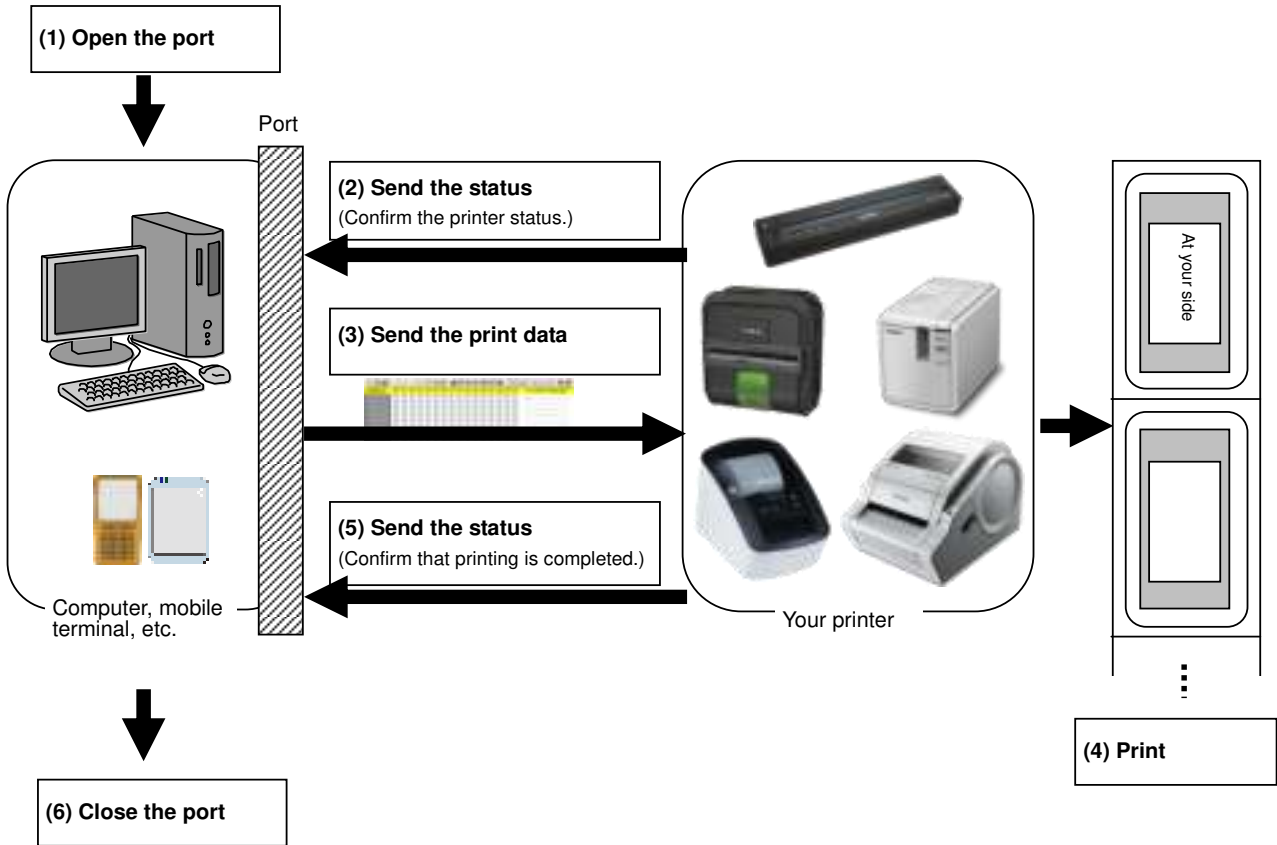 (1) Open the port
Port
(2) Send the status
(Confirm the printer status.)
(3) Send the print data
(5) Send the status
(Confirm that printing is completed.)
Computer, mobile
terminal, etc.
Your printer
At your side
(4) Print
(6) Close the port